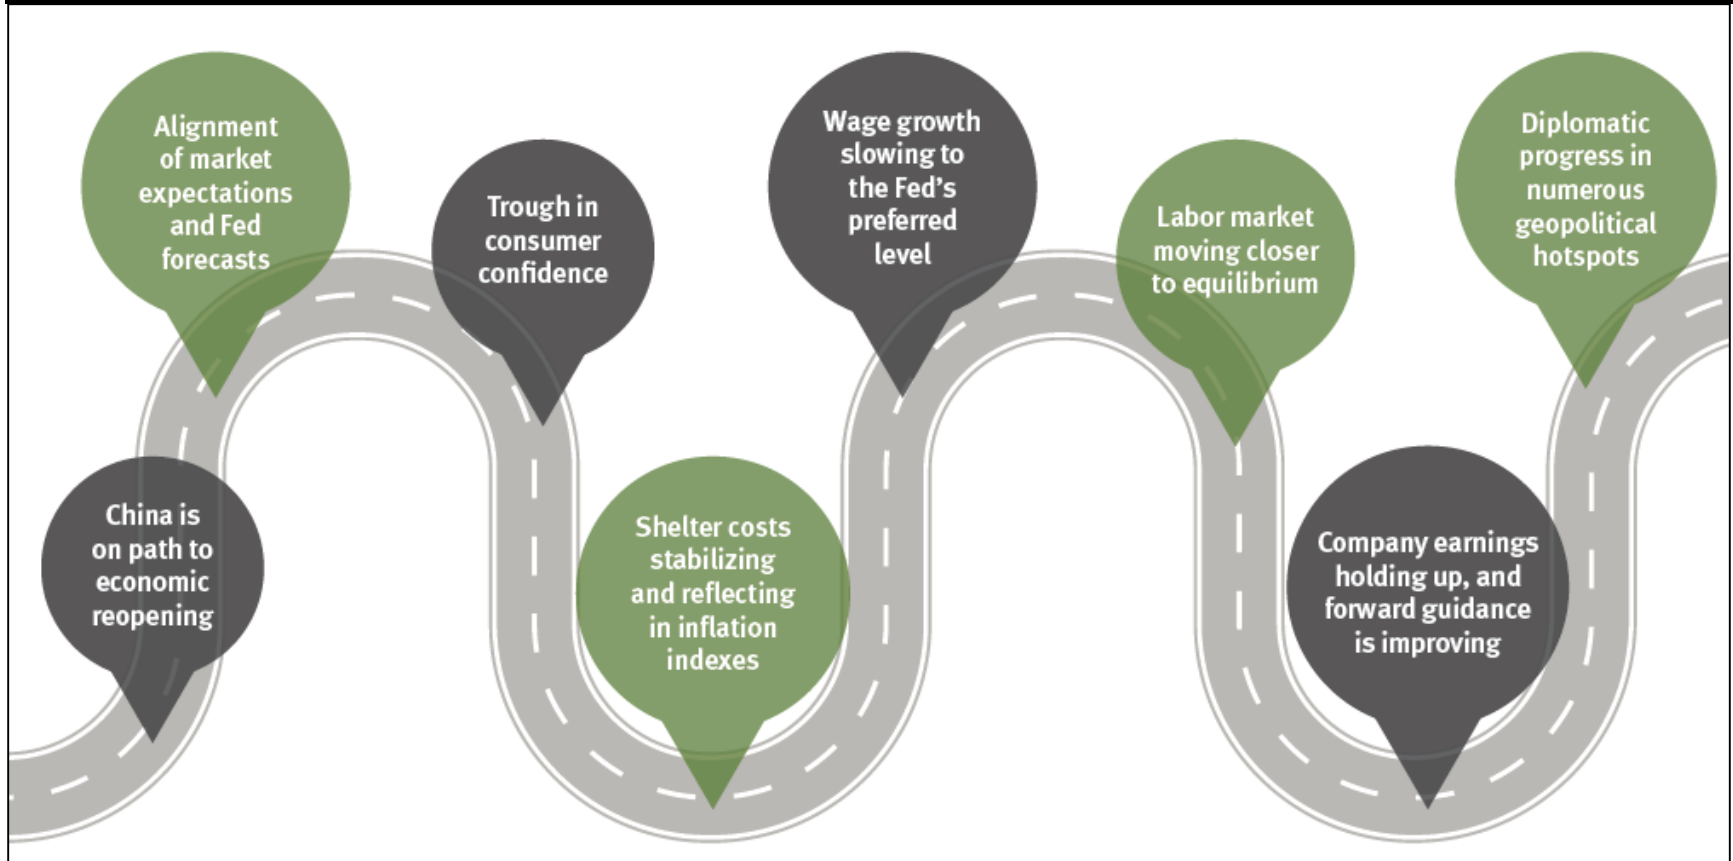 China is
on path to
economic
reopening
Alignment
of market
expectations
and Fed
forecasts
Trough in
consumer
confidence
Shelter costs
stabilizing
and reflecting
in inflation
indexes
Wage growth
slowing to
the Fed's
preferred
level
Labor market
moving closer
to equilibrium
Company earnings
holding up, and
forward guidance
is improving
Diplomatic
progress in
numerous
geopolitical
hotspots